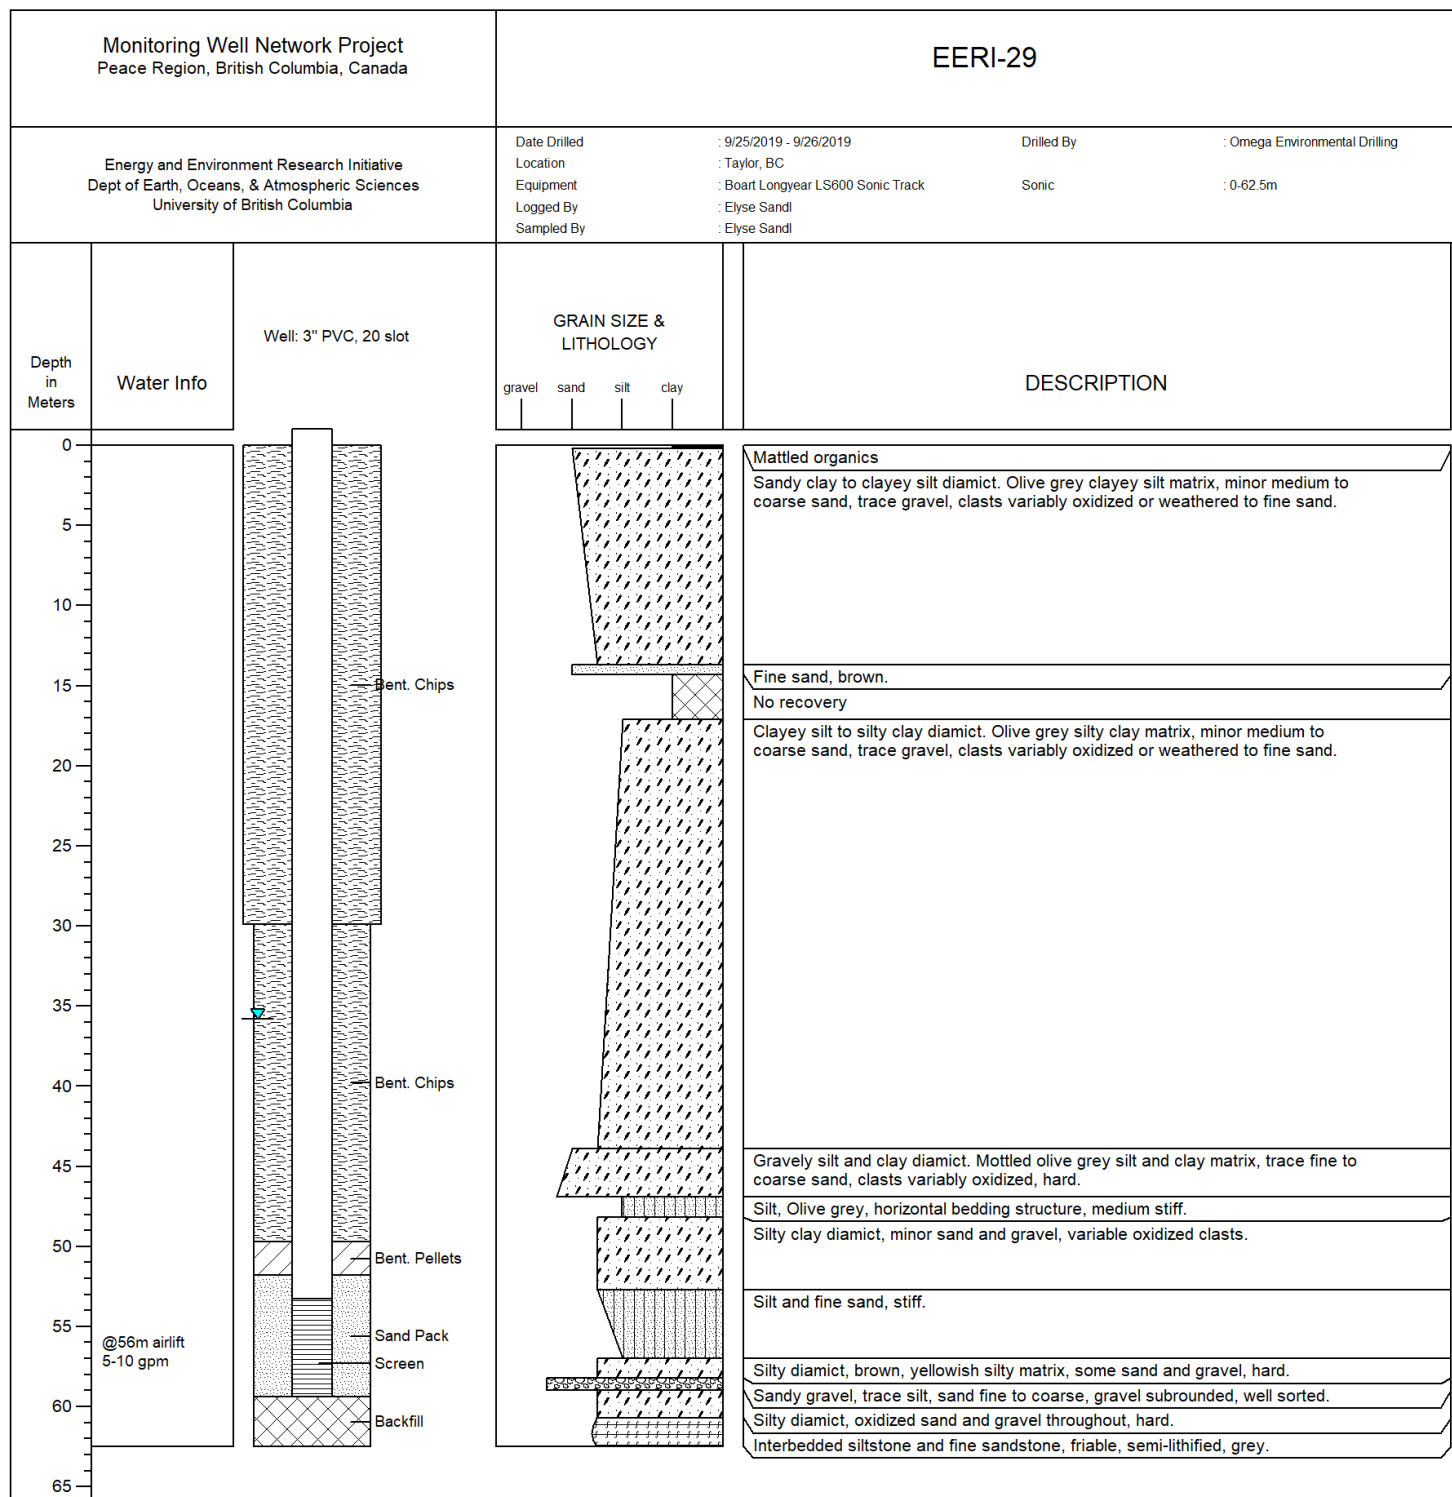 Monitoring Well Network Project
Peace Region, British Columbia, Canada
EERI-29
Energy and Environment Research Initiative
Dept of Earth, Oceans, & Atmospheric Sciences
University of British Columbia
Date Drilled : 9/25/2019 - 9/26/2019 Drilled By : Omega Environmental Drilling
Location : Taylor, BC
Equipment : Boart Longyear LS600 Sonic Track Sonic : 0-62.5m
Logged By : Elyse Sandl
Sampled By : Elyse Sandl
Depth
in
Meters
Water Info
Well: 3" PVC, 20 slot
GRAIN SIZE &
LITHOLOGY
gravel sand silt clay
DESCRIPTION
0
5
10
15
20
25
30
35
40
45
50
55
60
65
@56m airlift
5-10 gpm
Bent. Chips
Bent. Chips
Bent. Pellets
Sand Pack
Screen
Backfill
Mattled organics
Sandy clay to clayey silt diamict. Olive grey clayey silt matrix, minor medium to
coarse sand, trace gravel, clasts variably oxidized or weathered to fine sand.
Fine sand, brown.
No recovery
Clayey silt to silty clay diamict. Olive grey silty clay matrix, minor medium to
coarse sand, trace gravel, clasts variably oxidized or weathered to fine sand.
Gravely silt and clay diamict. Mottled olive grey silt and clay matrix, trace fine to
coarse sand, clasts variably oxidized, hard.
Silt, Olive grey, horizontal bedding structure, medium stiff.
Silty clay diamict, minor sand and gravel, variable oxidized clasts.
Silt and fine sand, stiff.
Silty diamict, brown, yellowish silty matrix, some sand and gravel, hard.
Sandy gravel, trace silt, sand fine to coarse, gravel subrounded, well sorted.
Silty diamict, oxidized sand and gravel throughout, hard.
Interbedded siltstone and fine sandstone, friable, semi-lithified, grey.